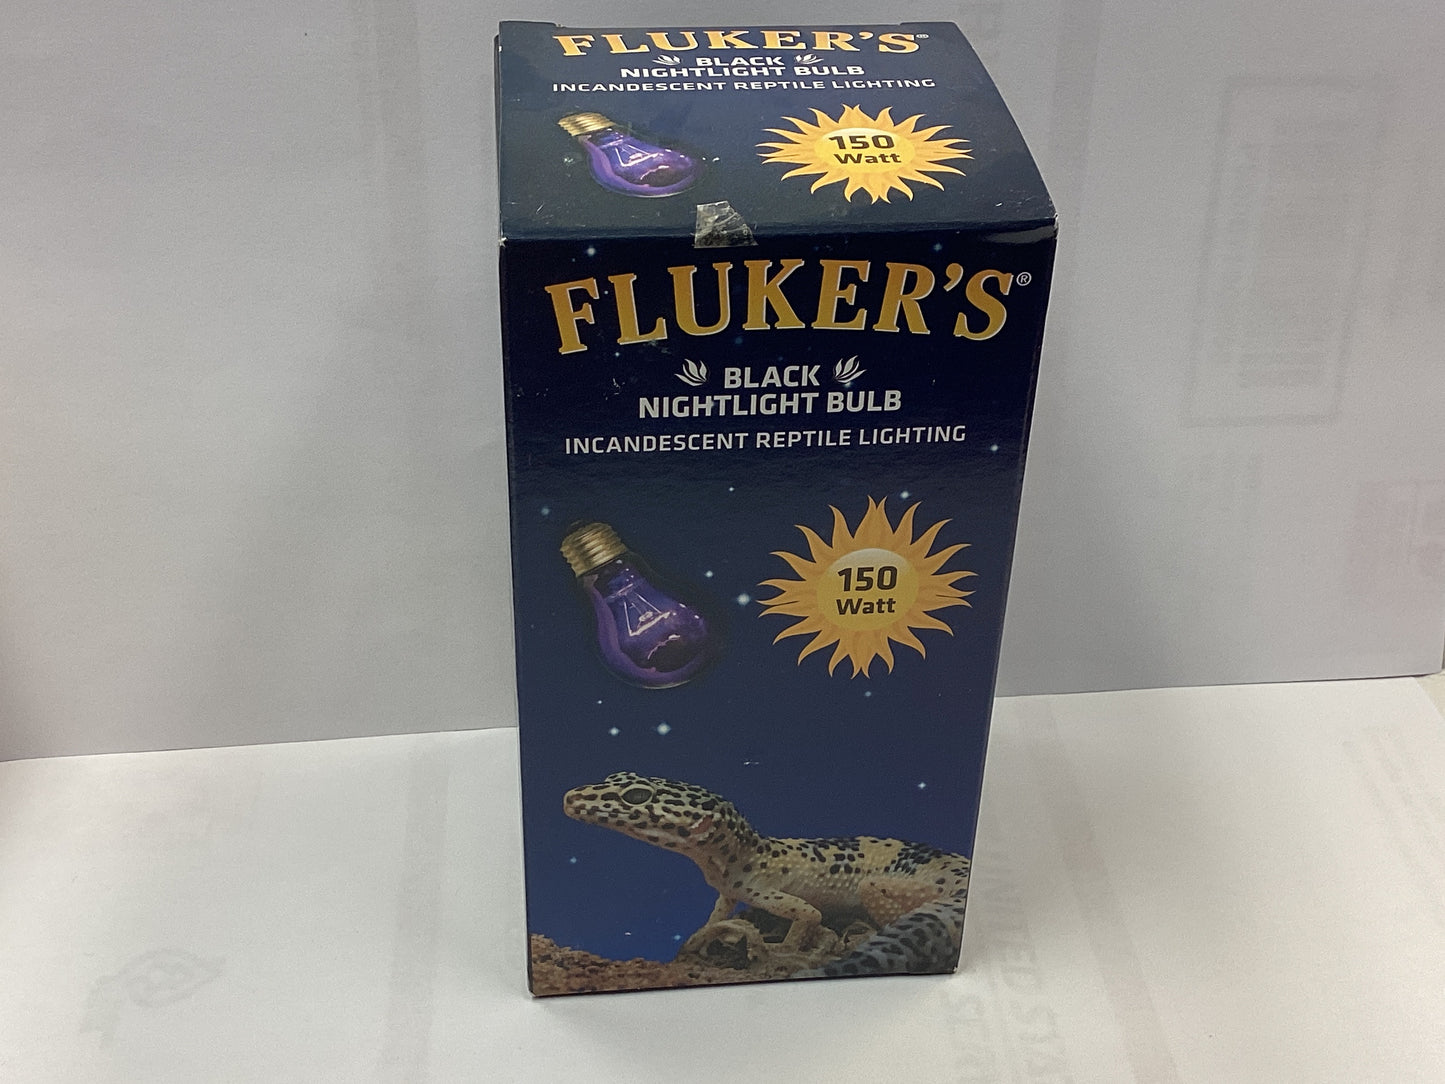 FLUKER'S®
BLACK
NIGHTLIGHT BULB
INCANDESCENT REPTILE LIGHTING
150
Watt
FLUKER'S®
BLACK
NIGHTLIGHT BULB
INCANDESCENT REPTILE LIGHTING
150
Watt